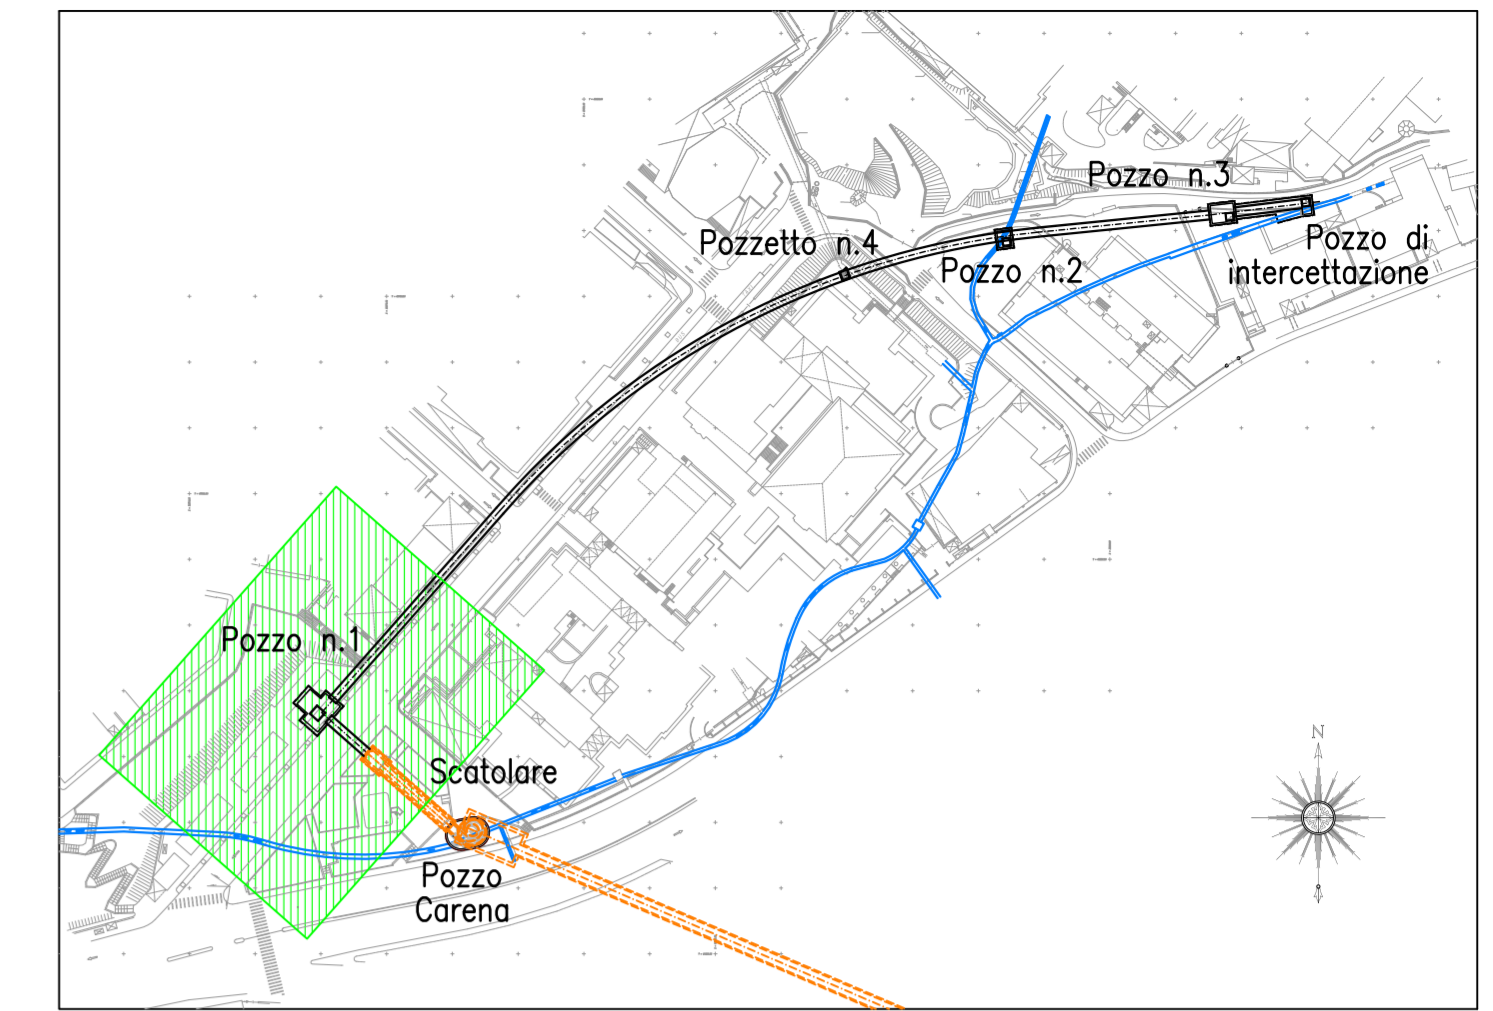 Pozzo n.3
Pozzetto n.4
Pozzo di
intercettazione
Pozzo n.2
Pozzo n.1
Scatolare
Pozzo
Carena
N